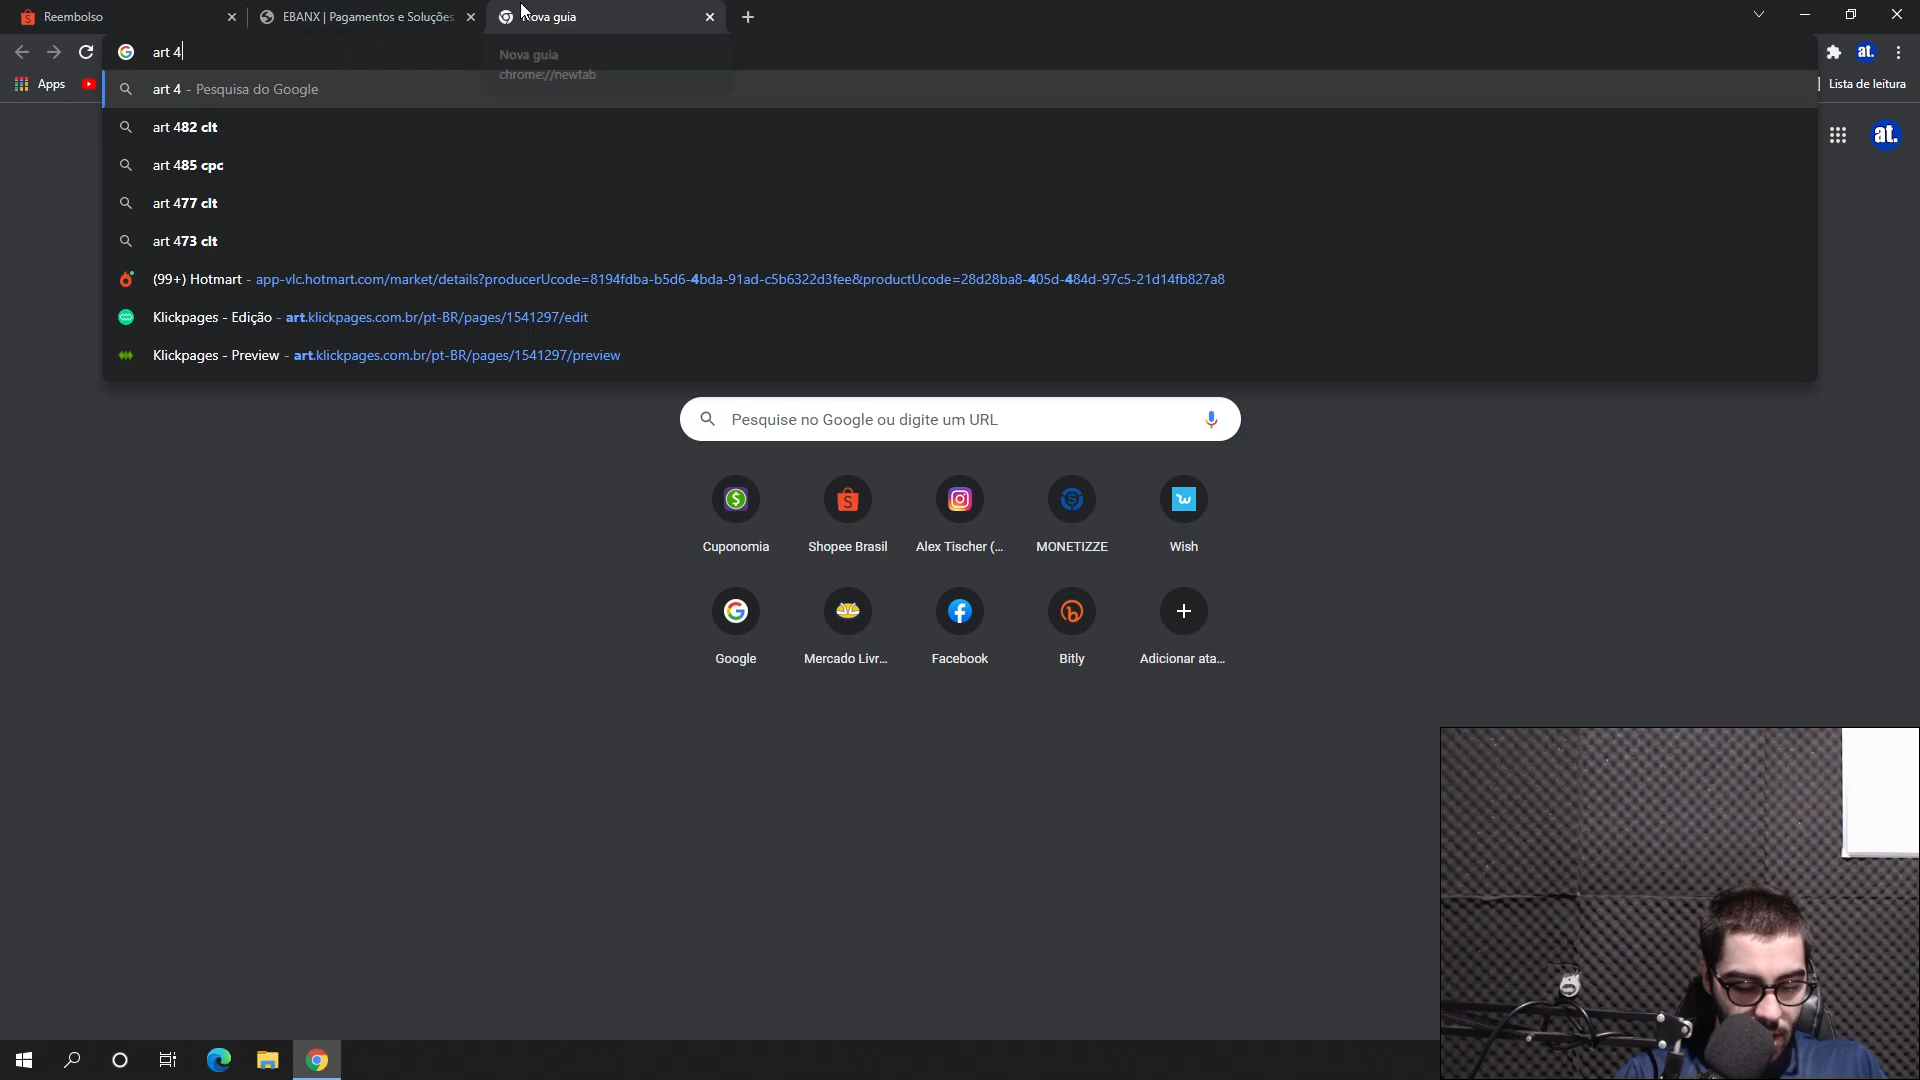 Reembolso
EBANX | Pagamentos e Soluções
Nova guia
art 4
at.
Nova guia
chrome://newtab
Apps
Lista de leitura
art 4 - Pesquisa do Google
art 482 clt
at.
art 485 cpc
art 477 clt
art 473 clt
(99+) Hotmart - app-vlc.hotmart.com/market/details?producerUcode=8194fdba-b5d6-4bda-91ad-c5b6322d3fee&productUcode=28d28ba8-405d-484d-97c5-21d14fb827a8
Klickpages - Edição - art.klickpages.com.br/pt-BR/pages/1541297/edit
Klickpages - Preview - art.klickpages.com.br/pt-BR/pages/1541297/preview
Pesquise no Google ou digite um URL
Cuponomia
Shopee Brasil
Alex Tischer (...
MONETIZZE
Wish
Google
Mercado Livr...
Facebook
Bitly
Adicionar ata...